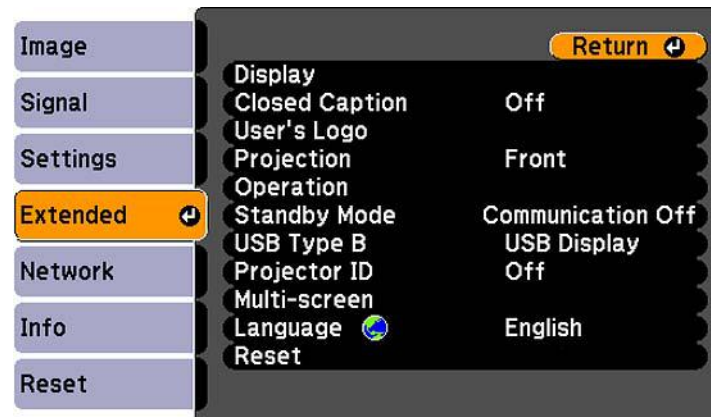 Image
Signal
Settings
Extended
Network
Info
Reset
Return
Display
Closed Caption Off
User's Logo
Projection Front
Operation
Standby Mode Communication Off
USB Type B USB Display
Projector ID Off
Multi-screen
Language English
Reset